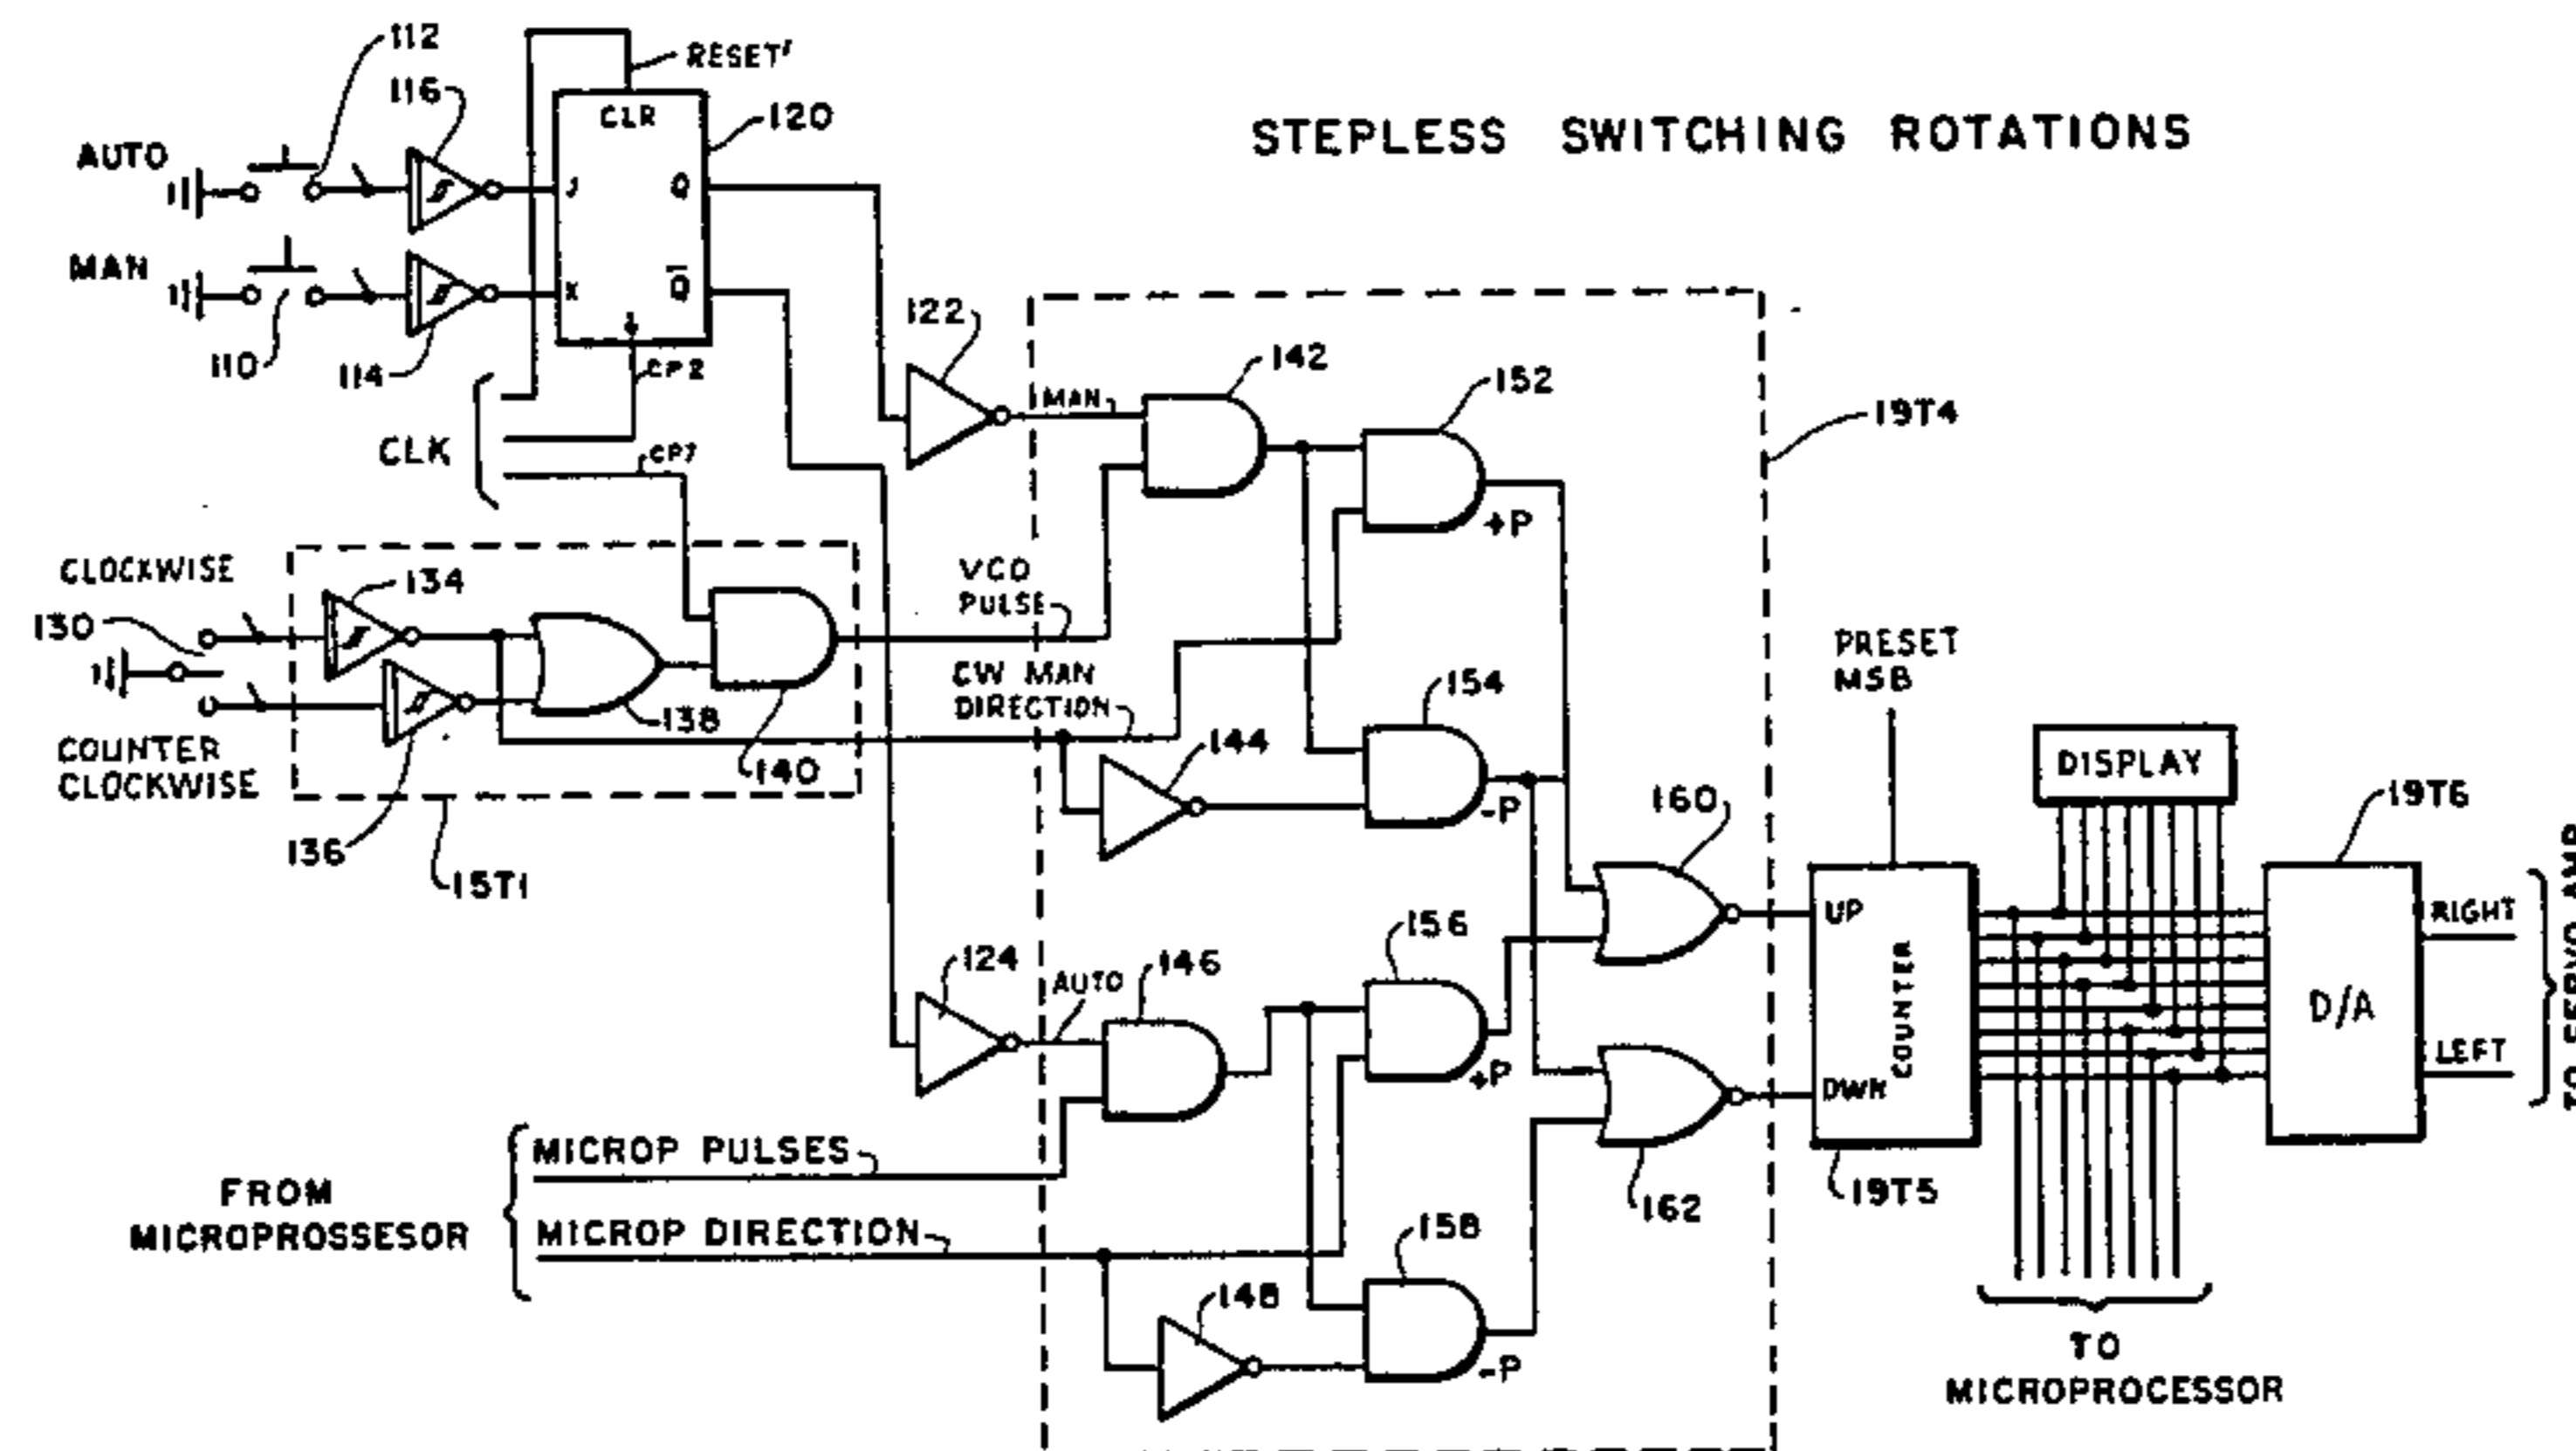 STEPLESS SWITCHING ROTATIONS
112
116
RESET'
CLR
120
AUTO
J
Q
MAN
K
Q̅
110
114
CP2
CLK
CP7
122
MAN
142
152
19T4
+P
CLOCKWISE
130
134
VCO
PULSE
138
140
CW MAN
DIRECTION
COUNTER
CLOCKWISE
136
15T1
144
154
-P
160
PRESET
MSB
DISPLAY
19T6
UP
COUNTER
DWN
D/A
RIGHT
LEFT
TO SERVO AMP
124
AUTO
146
156
+P
162
19T5
FROM
MICROPROSSESOR
MICROP PULSES
MICROP DIRECTION
148
158
-P
TO
MICROPROCESSOR